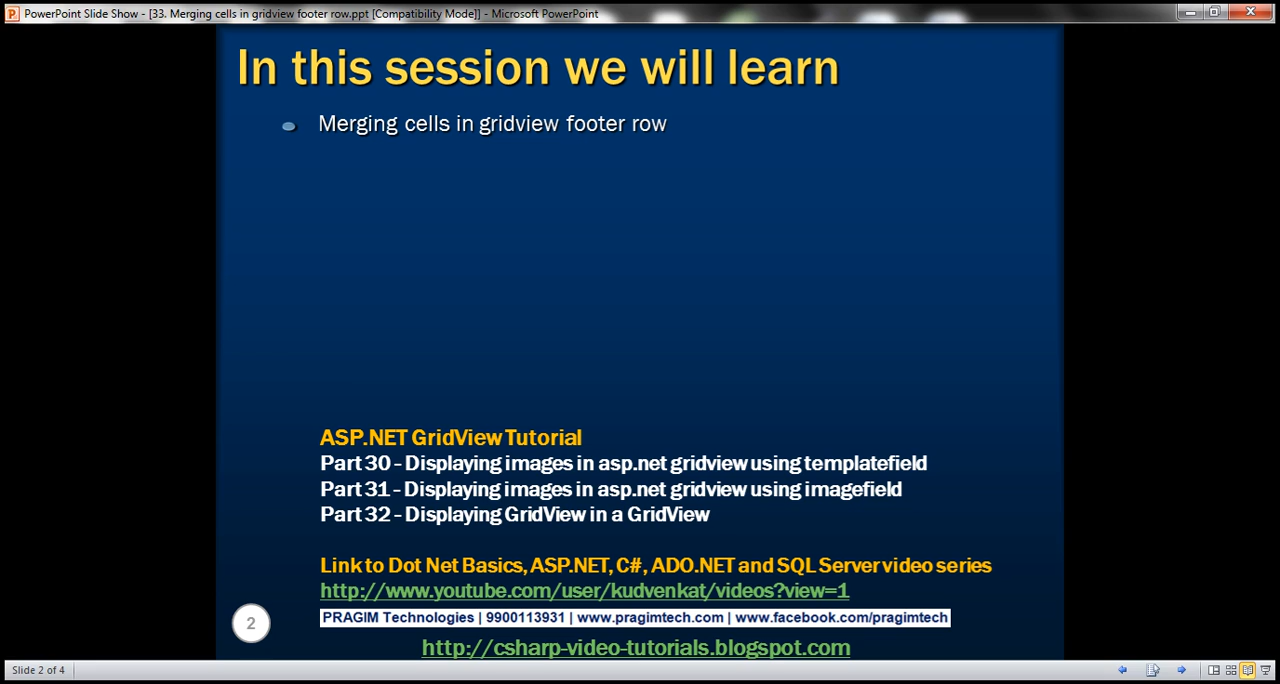 PowerPoint Slide Show - [33. Merging cells in gridview footer row.ppt [Compatibility Mode]] - Microsoft PowerPoint
In this session we will learn
Merging cells in gridview footer row
ASP.NET GridView Tutorial
Part 30 - Displaying images in asp.net gridview using templatefield
Part 31 - Displaying images in asp.net gridview using imagefield
Part 32 - Displaying GridView in a GridView
Link to Dot Net Basics, ASP.NET, C#, ADO.NET and SQL Server video series
http://www.youtube.com/user/kudvenkat/videos?view=1
2
PRAGIM Technologies | 9900113931 | www.pragimtech.com | www.facebook.com/pragimtech
http://csharp-video-tutorials.blogspot.com
Slide 2 of 4